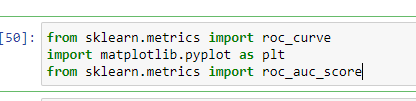 [50]: from sklearn.metrics import roc_curve
import matplotlib.pyplot as plt
from sklearn.metrics import roc_auc_score